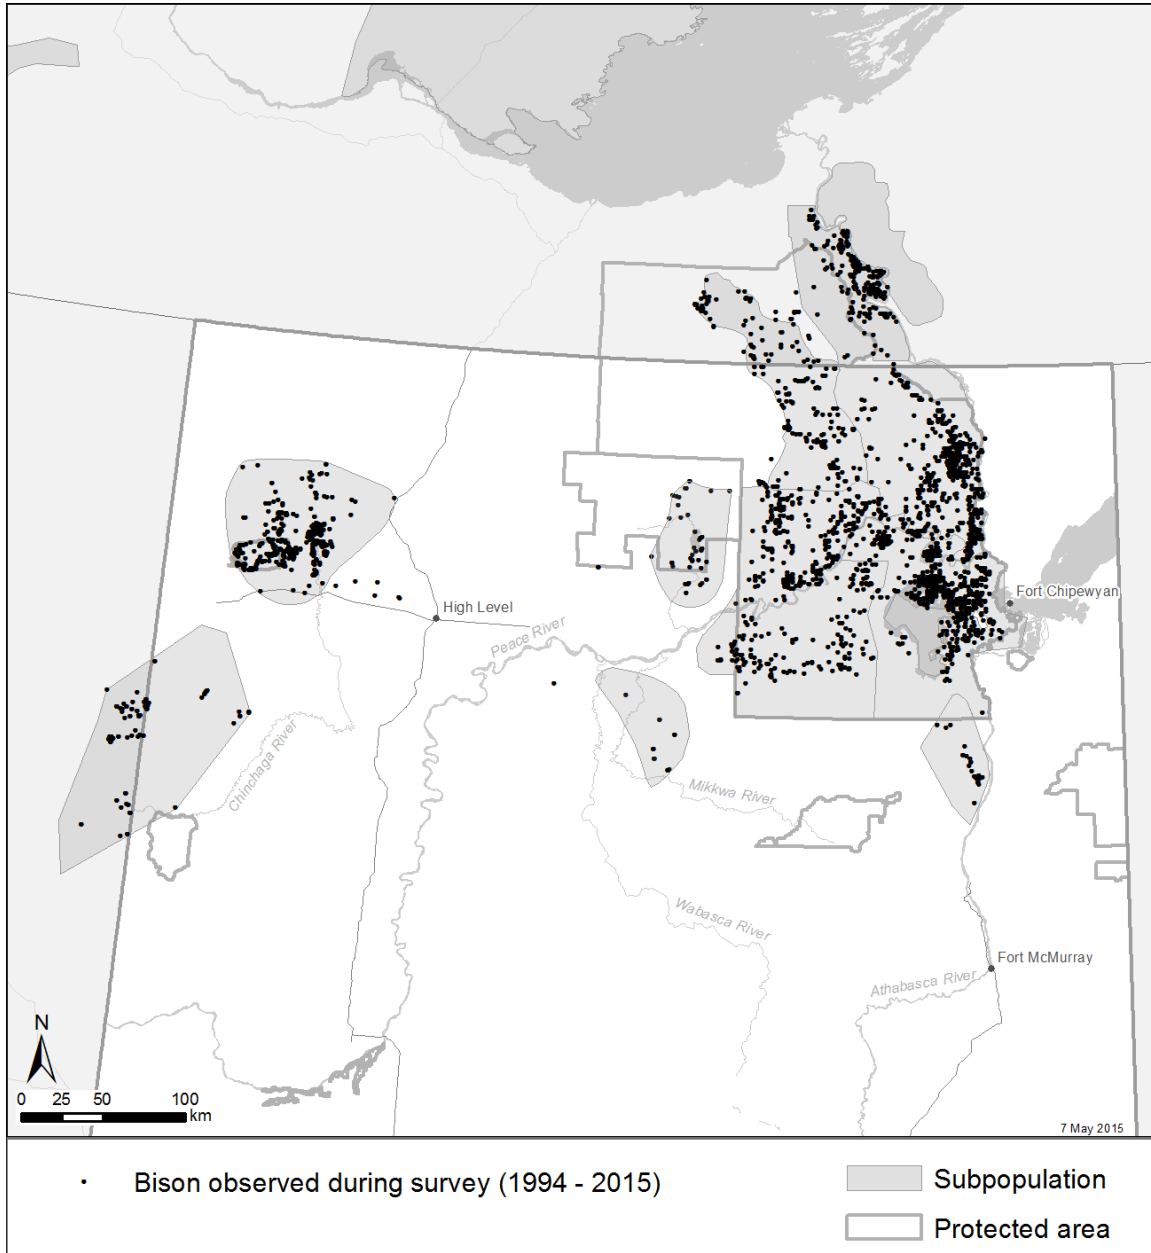 High Level
Fort Chipewyan
Peace River
Chinchaga River
Mikkwa River
Wabasca River
Athabasca River
Fort McMurray
N
0 25 50 100
km
7 May 2015
Bison observed during survey (1994 - 2015)
Subpopulation
Protected area